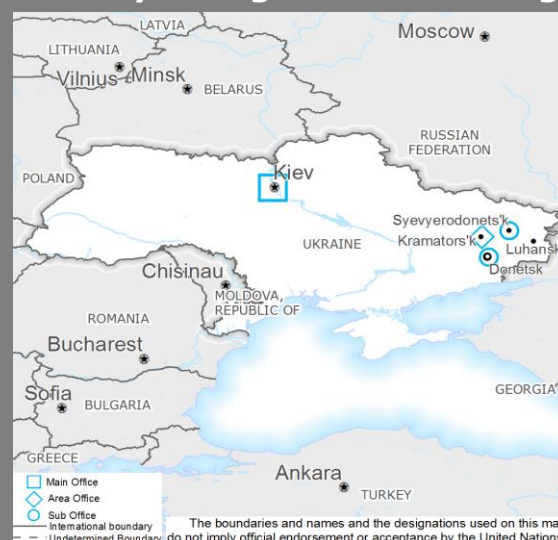 LATVIA
Moscow
LITHUANIA
Vilnius Minsk
BELARUS
RUSSIAN
FEDERATION
POLAND
Kiev
Syevyerodonets'k
Kramators'k
Luhansk
UKRAINE
Donetsk
Chisinau
MOLDOVA,
REPUBLIC OF
ROMANIA
Bucharest
Sofia
BULGARIA
GEORGIA
GREECE
Ankara
TURKEY
Main Office
Area Office
Sub Office
International boundary
Undetermined Boundary
The boundaries and names and the designations used on this ma
do not imply official endorsement or acceptance by the United Nations